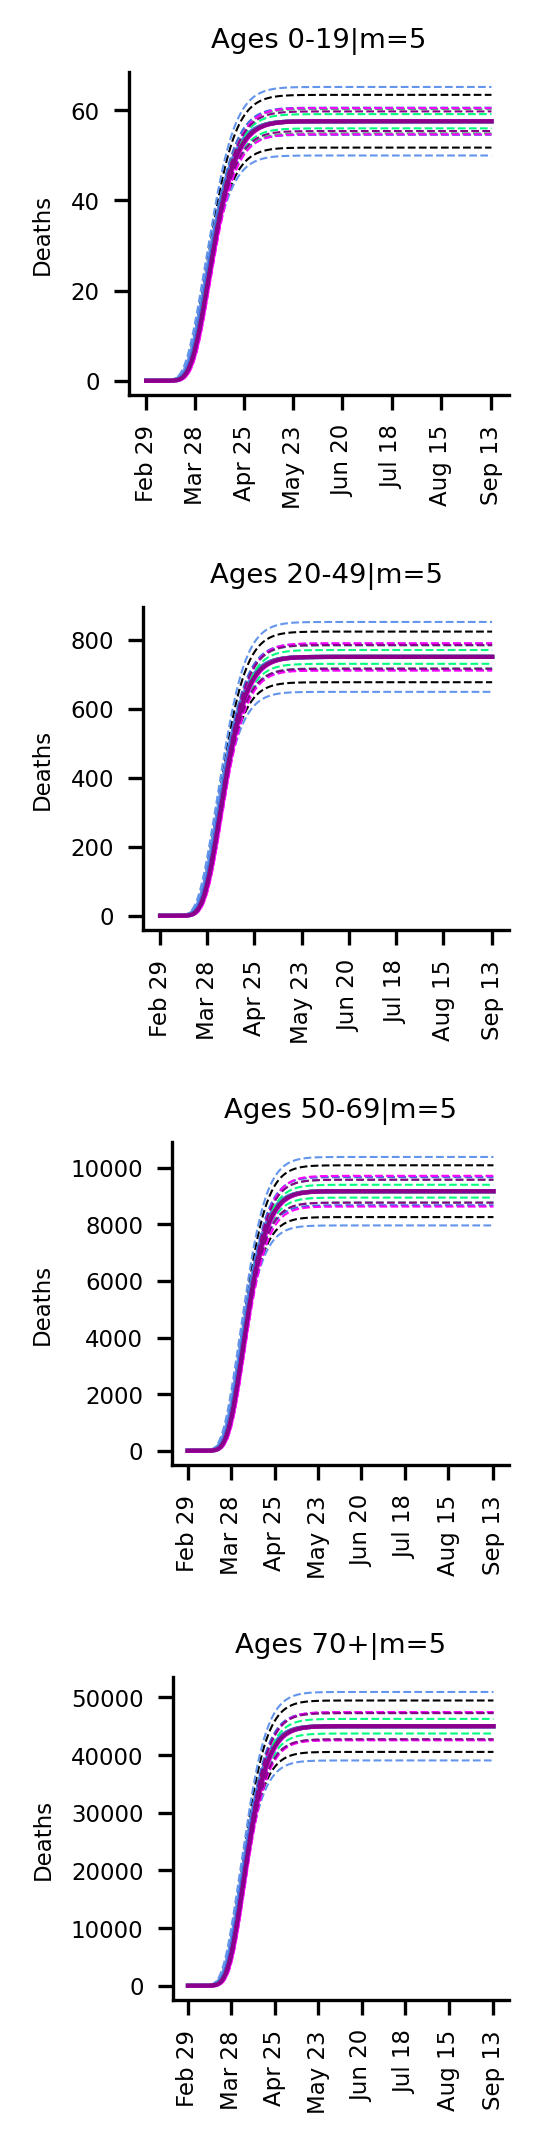 Ages 0-19|m=5
60
40
20
0
Deaths
Feb 29
Mar 28
Apr 25
May 23
Jun 20
Jul 18
Aug 15
Sep 13
Ages 20-49|m=5
800
600
400
200
0
Deaths
Feb 29
Mar 28
Apr 25
May 23
Jun 20
Jul 18
Aug 15
Sep 13
Ages 50-69|m=5
10000
8000
6000
4000
2000
0
Deaths
Feb 29
Mar 28
Apr 25
May 23
Jun 20
Jul 18
Aug 15
Sep 13
Ages 70+|m=5
50000
40000
30000
20000
10000
0
Deaths
Feb 29
Mar 28
Apr 25
May 23
Jun 20
Jul 18
Aug 15
Sep 13